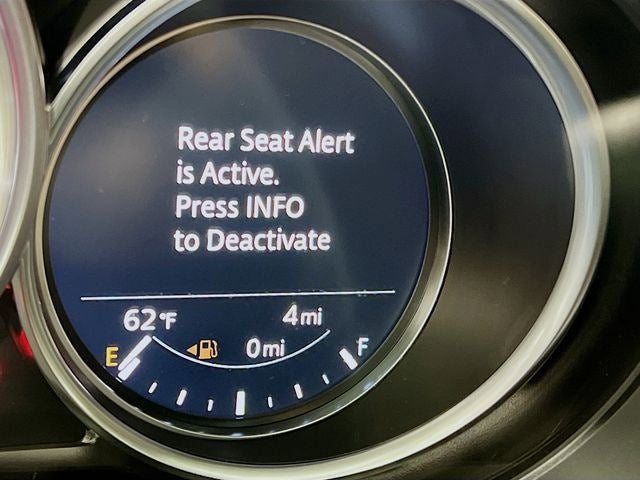 Rear Seat Alert
is Active.
Press INFO
to Deactivate
62°F 4mi
E 0mi F